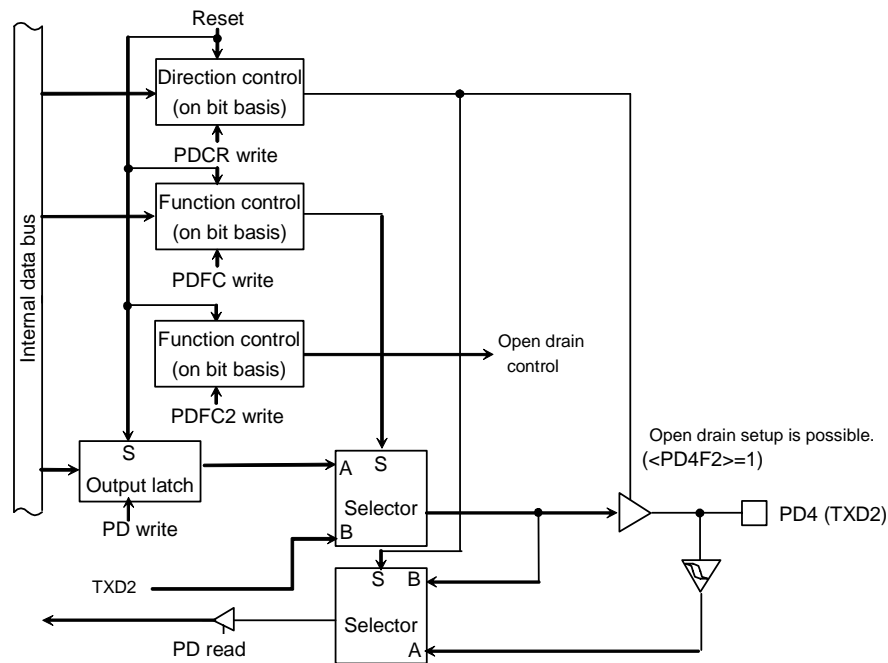 Reset
Direction control
(on bit basis)
PDCR write
Function control
(on bit basis)
PDFC write
Internal data bus
Function control
(on bit basis)
Open drain
control
PDFC2 write
Open drain setup is possible.
(<PD4F2>=1)
S
Output latch
A
S
Selector
B
PD write
PD4 (TXD2)
TXD2
S
B
Selector
A
PD read